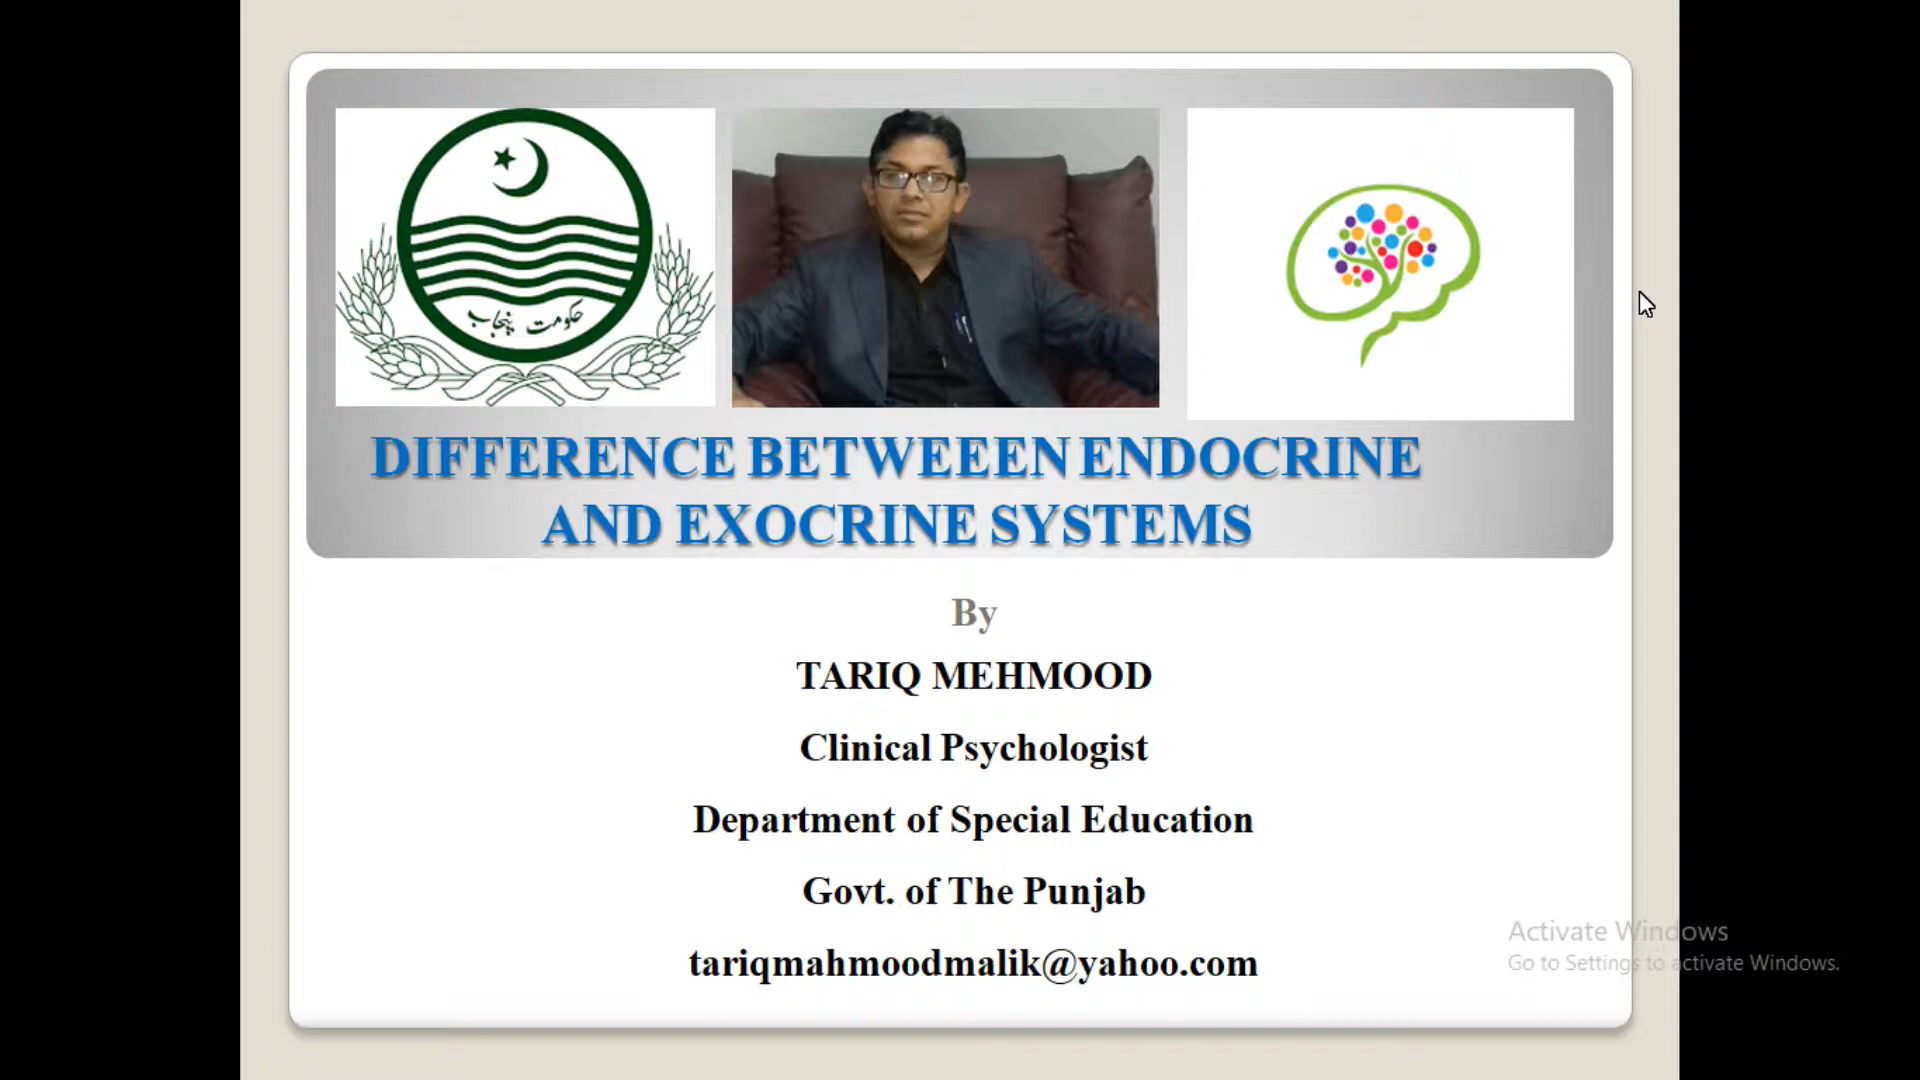 حکومت پنجاب
DIFFERENCE BETWEEEN ENDOCRINE
AND EXOCRINE SYSTEMS
By
TARIQ MEHMOOD
Clinical Psychologist
Department of Special Education
Govt. of The Punjab
tariqmahmoodmalik@yahoo.com
Activate Windows
Go to Settings to activate Windows.